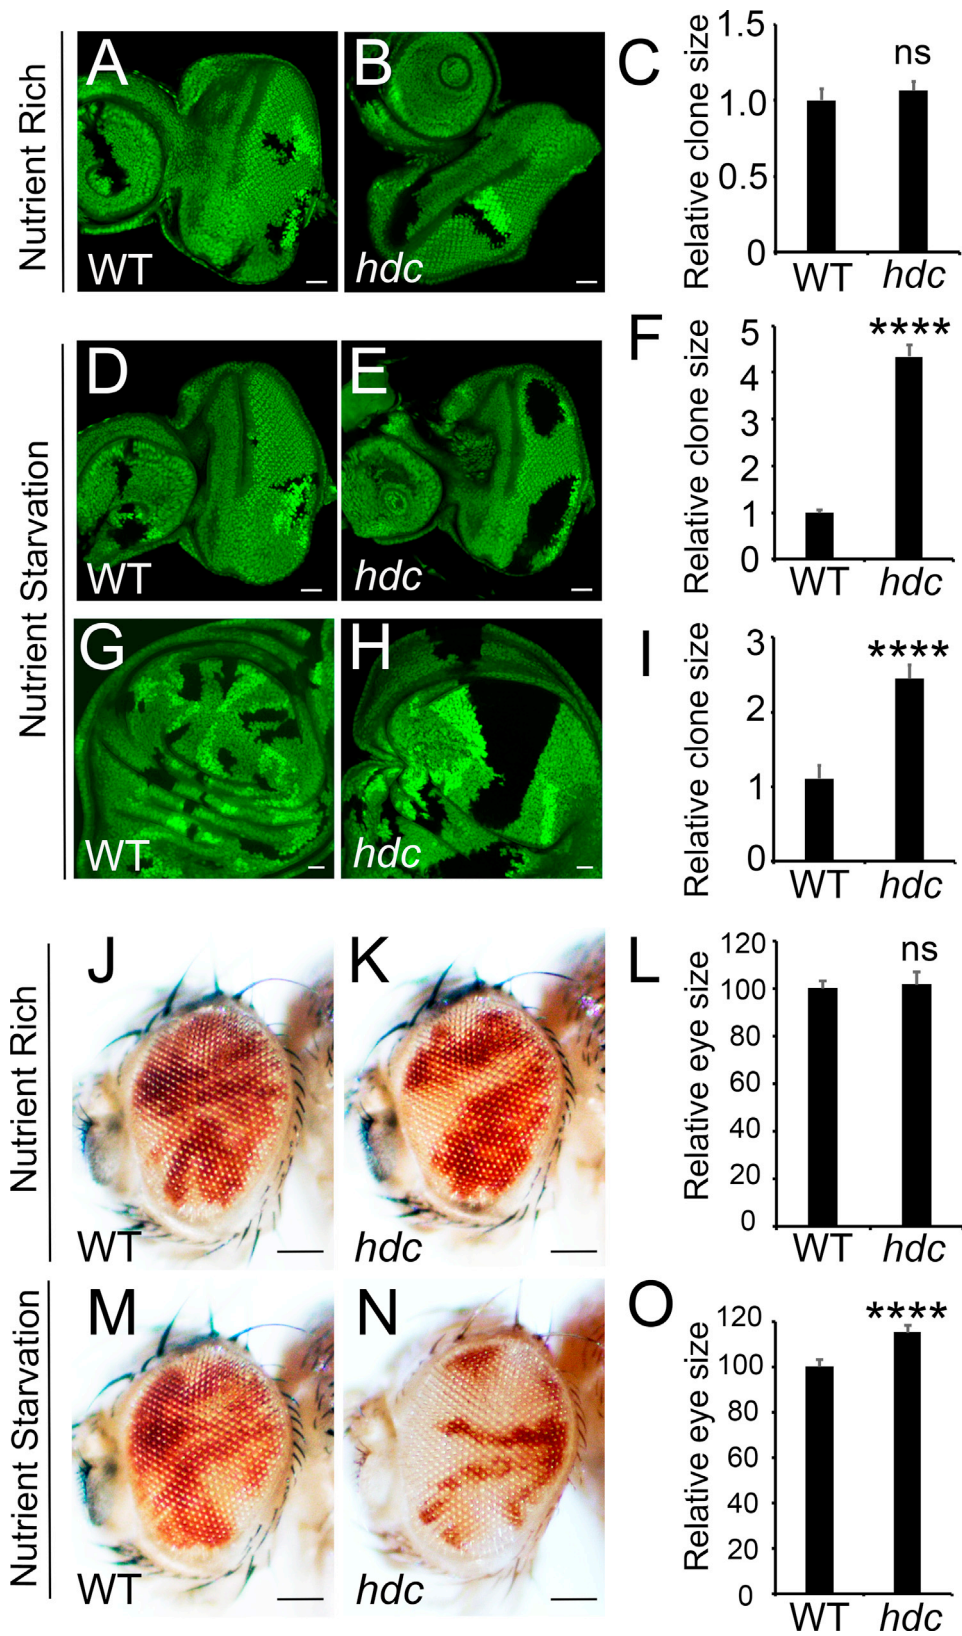 Nutrient Rich
A
WT
B
hdc
C
Relative clone size
1.5
1.0
0.5
0
ns
WT
hdc
Nutrient Starvation
D
WT
E
hdc
F
Relative clone size
5
4
3
2
1
0
****
WT
hdc
G
WT
H
hdc
I
Relative clone size
3
2
1
0
****
WT
hdc
Nutrient Rich
J
WT
K
hdc
L
Relative eye size
120
100
80
60
40
20
0
ns
WT
hdc
Nutrient Starvation
M
WT
N
hdc
O
Relative eye size
120
100
80
60
40
20
0
****
WT
hdc